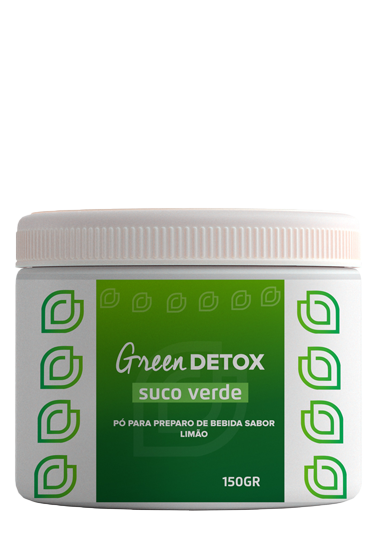 Green DETOX
suco verde
PÓ PARA PREPARO DE BEBIDA SABOR
LIMÃO
150GR